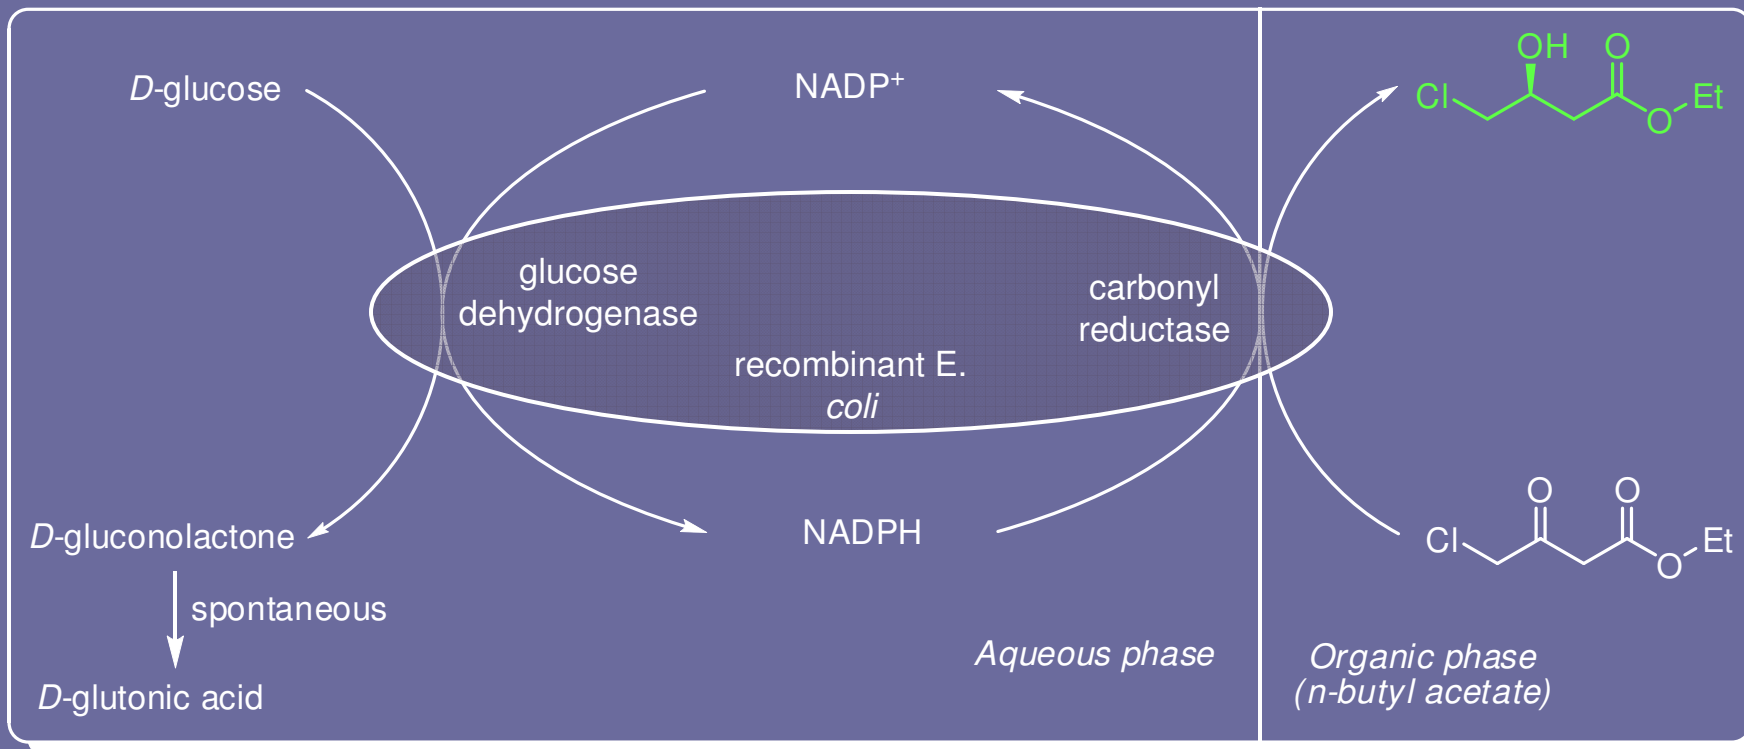 D-glucose
NADP⁺
OH
O
Cl
O
Et
glucose
dehydrogenase
carbonyl
reductase
recombinant E.
coli
O
O
D-gluconolactone
NADPH
Cl
O
Et
spontaneous
Aqueous phase
Organic phase
(n-butyl acetate)
D-glutonic acid